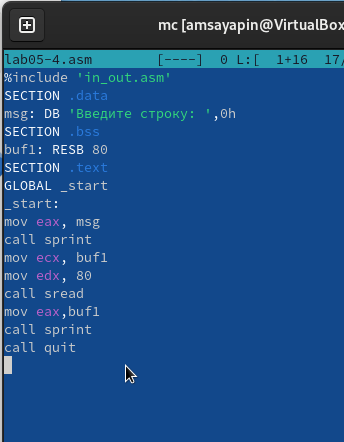 mc [amsayapin@VirtualBox
lab05-4.asm [----] 0 L:[ 1+16 17/
%include 'in_out.asm'
SECTION .data
msg: DB 'Введите строку: ',0h
SECTION .bss
buf1: RESB 80
SECTION .text
GLOBAL _start
_start:
mov eax, msg
call sprint
mov ecx, buf1
mov edx, 80
call sread
mov eax,buf1
call sprint
call quit